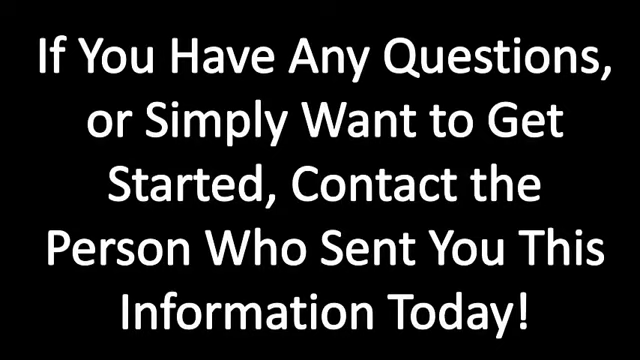 If You Have Any Questions,
or Simply Want to Get
Started, Contact the
Person Who Sent You This
Information Today!